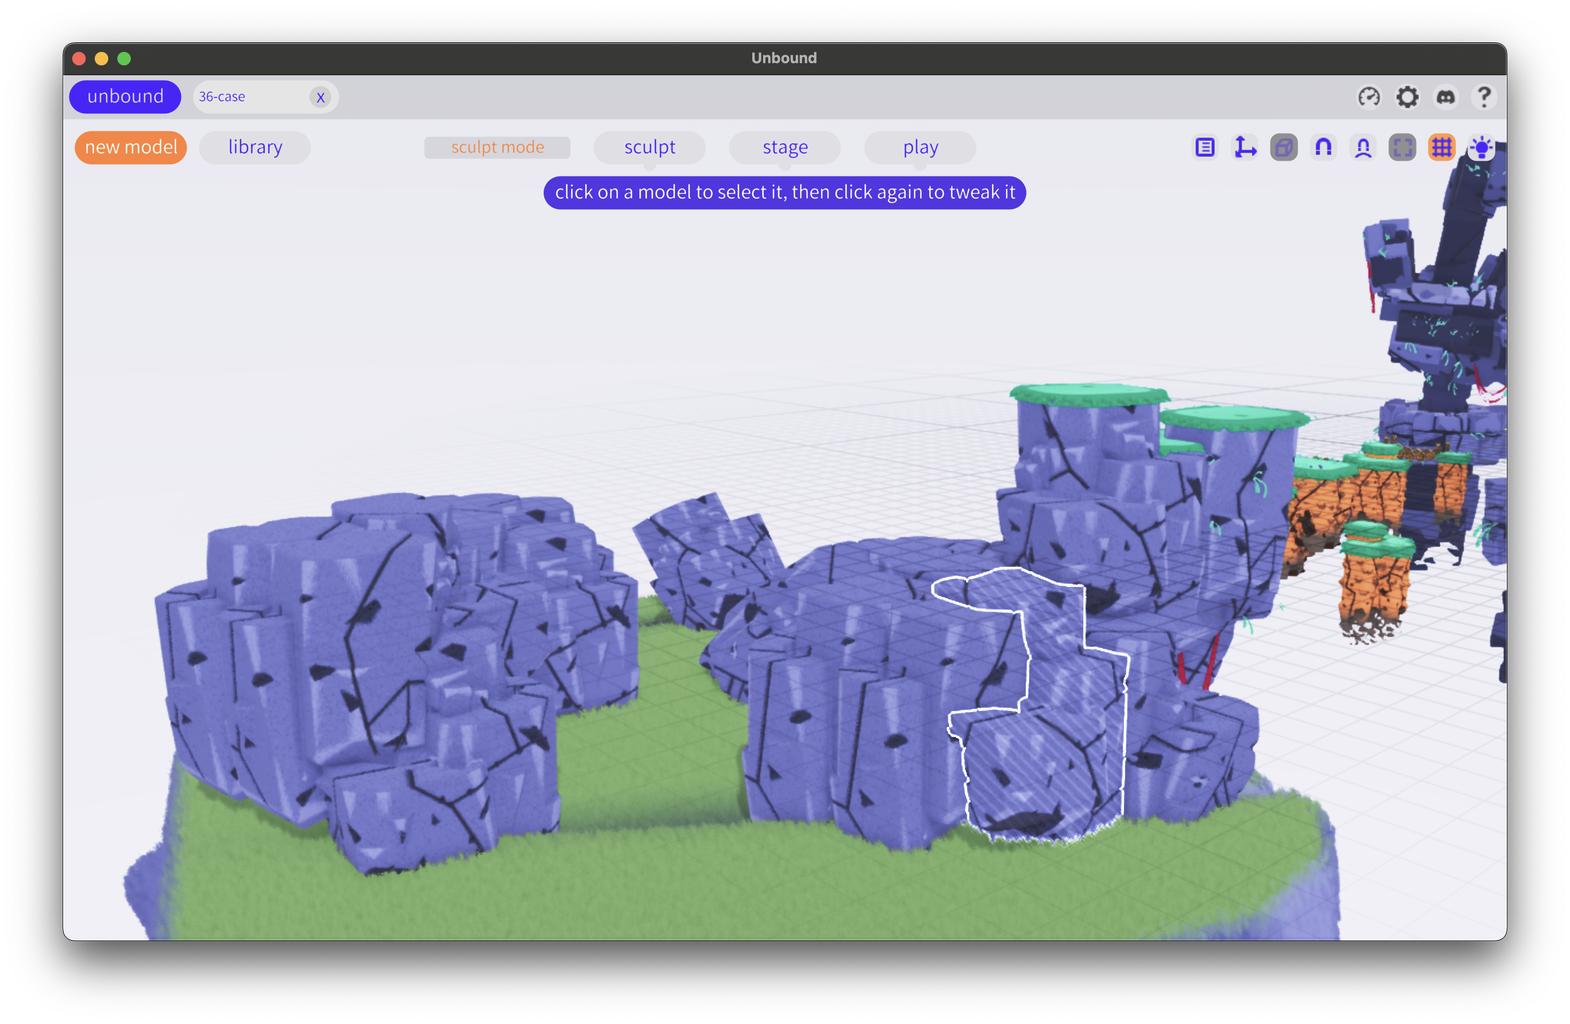 Unbound
unbound
36-case
X
new model
library
sculpt mode
sculpt
stage
play
click on a model to select it, then click again to tweak it
?